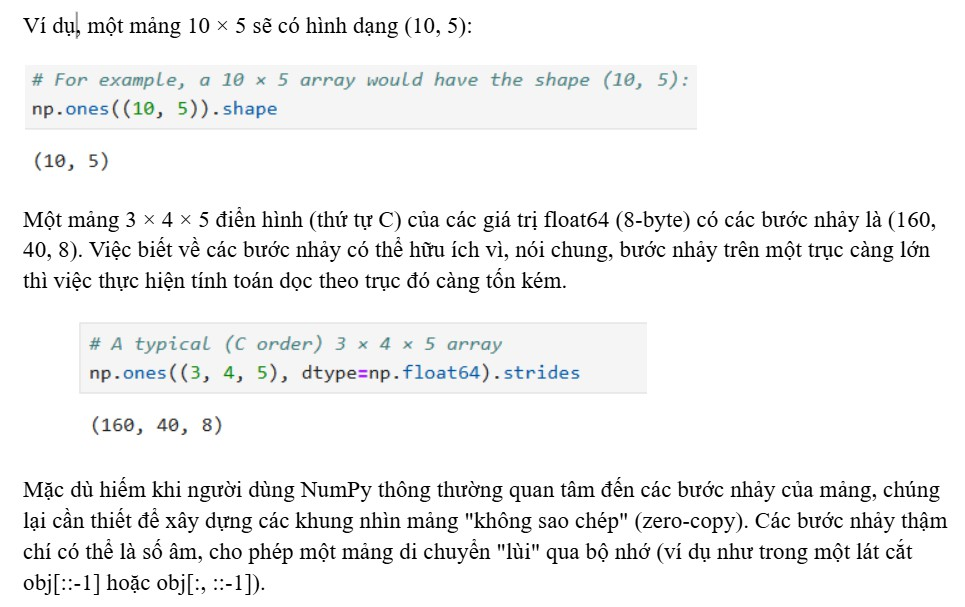 Ví dụ, một mảng 10 × 5 sẽ có hình dạng (10, 5):
# For example, a 10 × 5 array would have the shape (10, 5):
np.ones((10, 5)).shape
(10, 5)
Một mảng 3 × 4 × 5 điển hình (thứ tự C) của các giá trị float64 (8-byte) có các bước nhảy là (160,
40, 8). Việc biết về các bước nhảy có thể hữu ích vì, nói chung, bước nhảy trên một trục càng lớn
thì việc thực hiện tính toán dọc theo trục đó càng tốn kém.
# A typical (C order) 3 × 4 × 5 array
np.ones((3, 4, 5), dtype=np.float64).strides
(160, 40, 8)
Mặc dù hiếm khi người dùng NumPy thông thường quan tâm đến các bước nhảy của mảng, chúng
lại cần thiết để xây dựng các khung nhìn mảng "không sao chép" (zero-copy). Các bước nhảy thậm
chí có thể là số âm, cho phép một mảng di chuyển "lùi" qua bộ nhớ (ví dụ như trong một lát cắt
obj[::-1] hoặc obj[:, ::-1]).